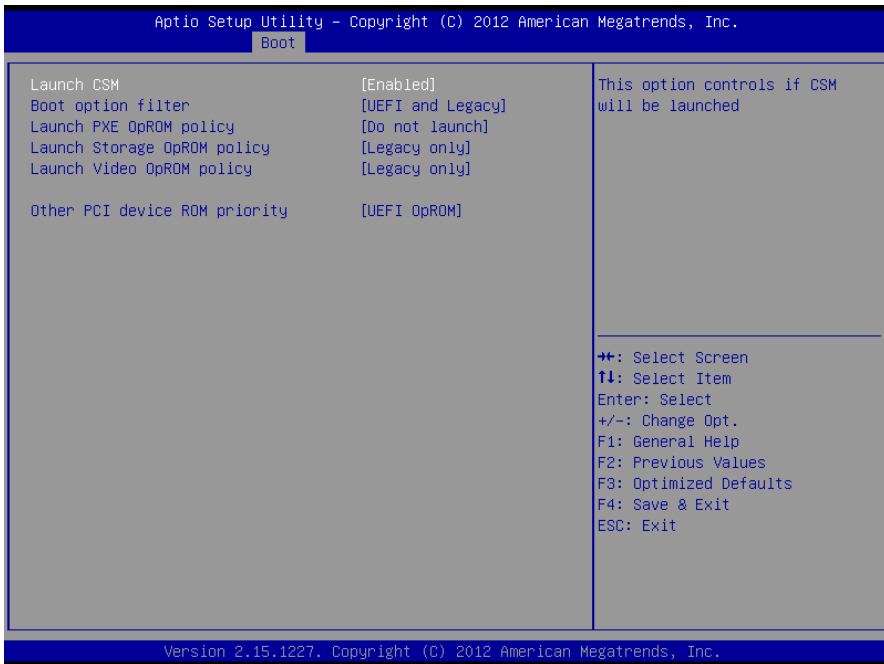 Aptio Setup Utility – Copyright (C) 2012 American Megatrends, Inc.
Boot
Launch CSM [Enabled]
Boot option filter [UEFI and Legacy]
Launch PXE OpROM policy [Do not launch]
Launch Storage OpROM policy [Legacy only]
Launch Video OpROM policy [Legacy only]
Other PCI device ROM priority [UEFI OpROM]
This option controls if CSM
will be launched
→←: Select Screen
↑↓: Select Item
Enter: Select
+/-: Change Opt.
F1: General Help
F2: Previous Values
F3: Optimized Defaults
F4: Save & Exit
ESC: Exit
Version 2.15.1227. Copyright (C) 2012 American Megatrends, Inc.